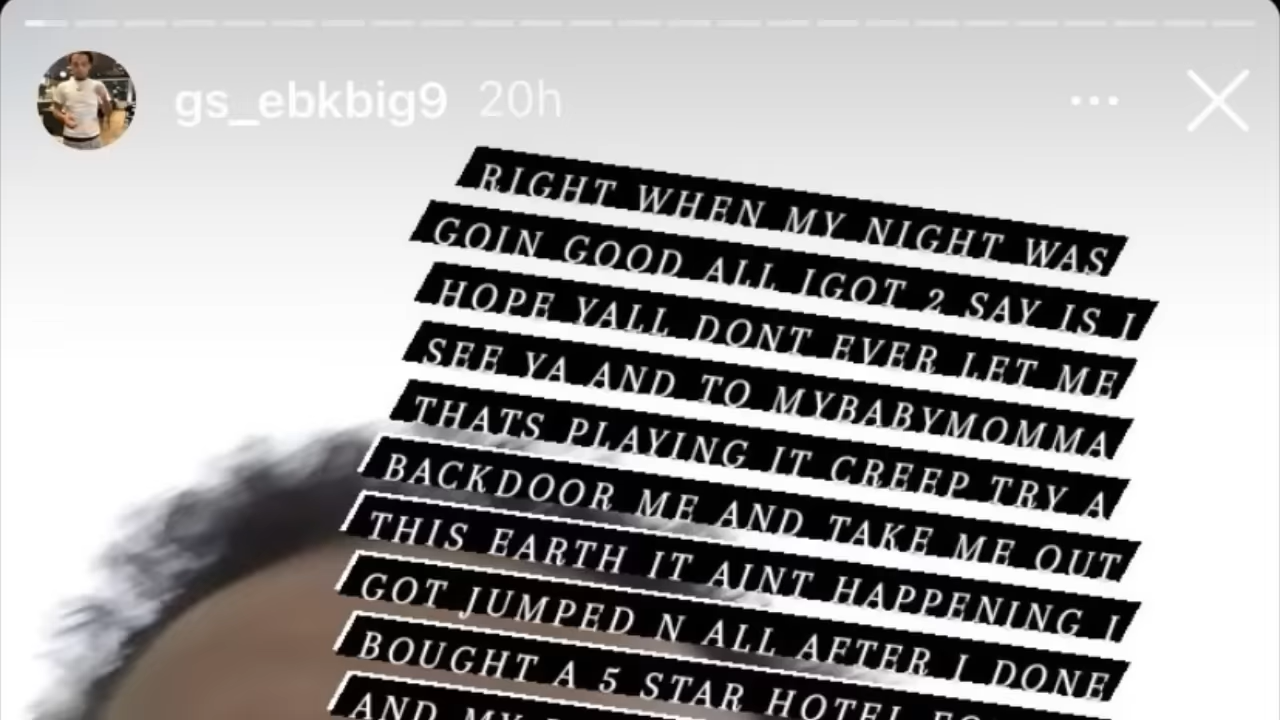 gs_ebkbig9 20h
RIGHT WHEN MY NIGHT WAS
GOIN GOOD ALL IGOT 2 SAY IS I
HOPE YALL DONT EVER LET ME
SEE YA AND TO MYBABYMOMMA
THATS PLAYING IT CREEP TRY A
BACKDOOR ME AND TAKE ME OUT
THIS EARTH IT AINT HAPPENING I
GOT JUMPED N ALL AFTER I DONE
BOUGHT A 5 STAR HOTEL
AND MY